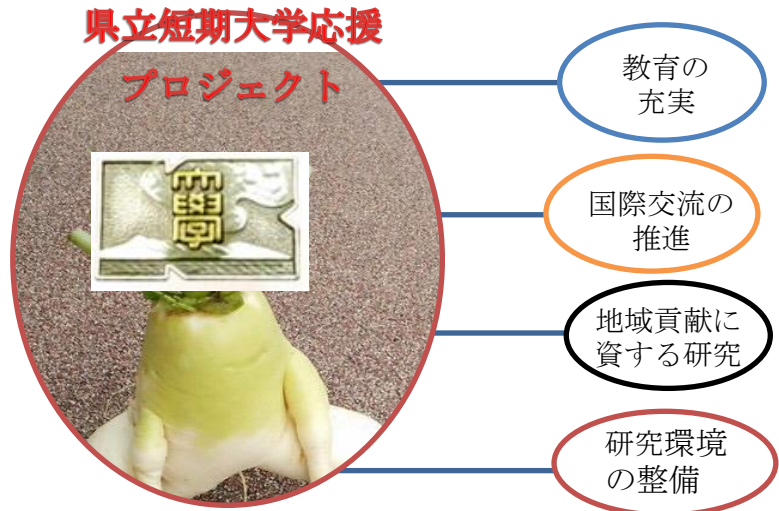 県立短期大学応援
プロジェクト
教育の
充実
国際交流の
推進
地域貢献に
資する研究
研究環境
の整備